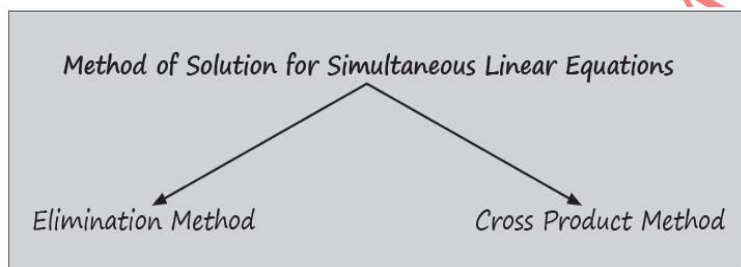 Method of Solution for Simultaneous Linear Equations
Elimination Method
Cross Product Method